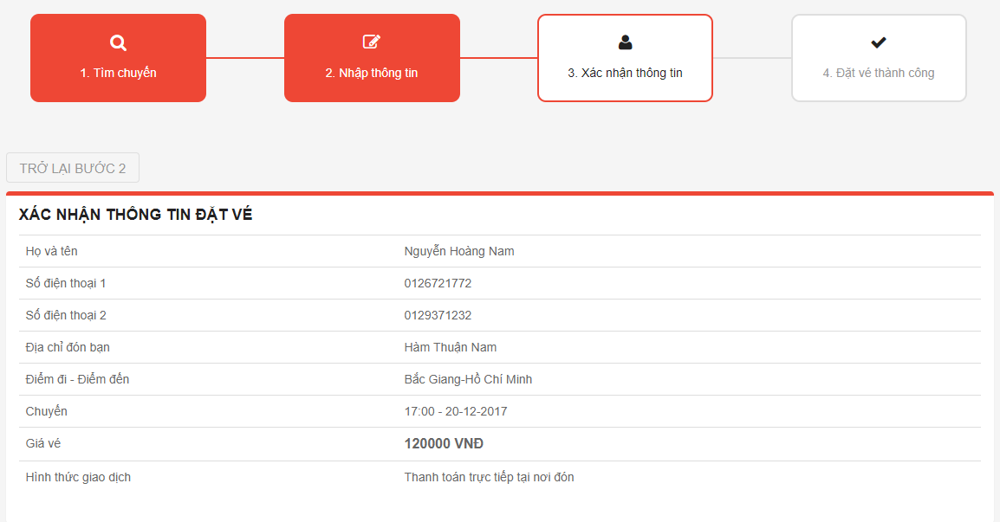 1. Tìm chuyến
2. Nhập thông tin
3. Xác nhận thông tin
4. Đặt vé thành công
TRỞ LẠI BƯỚC 2
XÁC NHẬN THÔNG TIN ĐẶT VÉ
Họ và tên Nguyễn Hoàng Nam
Số điện thoại 1 0126721772
Số điện thoại 2 0129371232
Địa chỉ đón bạn Hàm Thuận Nam
Điểm đi - Điểm đến Bắc Giang-Hồ Chí Minh
Chuyến 17:00 - 20-12-2017
Giá vé 120000 VNĐ
Hình thức giao dịch Thanh toán trực tiếp tại nơi đón